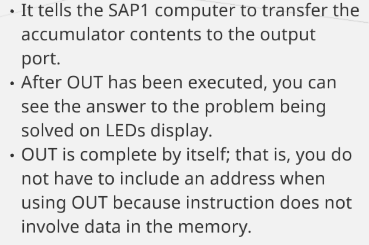 • It tells the SAP1 computer to transfer the
accumulator contents to the output
port.
• After OUT has been executed, you can
see the answer to the problem being
solved on LEDs display.
• OUT is complete by itself; that is, you do
not have to include an address when
using OUT because instruction does not
involve data in the memory.